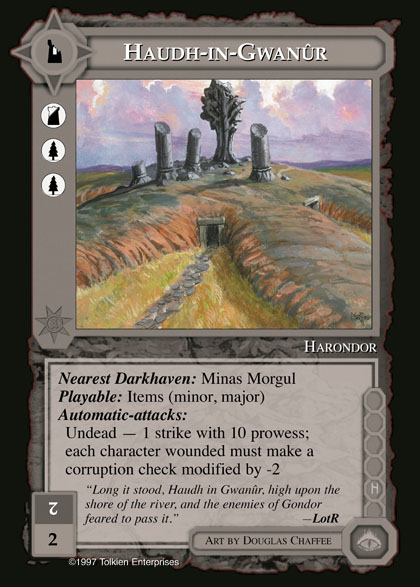 HAUDH-IN-GWANÛR
HARONDOR
Nearest Darkhaven: Minas Morgul
Playable: Items (minor, major)
Automatic-attacks:
Undead — 1 strike with 10 prowess;
each character wounded must make a
corruption check modified by -2
“Long it stood, Haudh in Gwanûr, high upon the
shore of the river, and the enemies of Gondor
feared to pass it.” —LotR
H
2
2
ART BY DOUGLAS CHAFFEE
©1997 Tolkien Enterprises